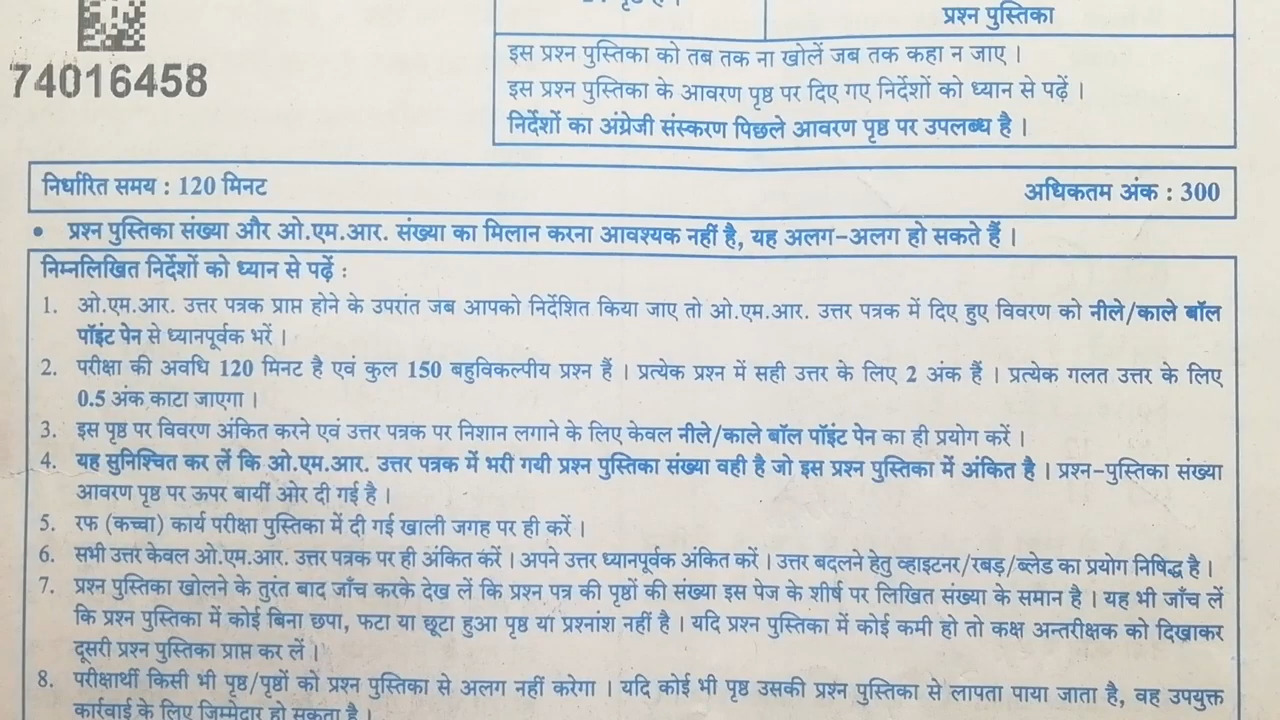 प्रश्न पुस्तिका
74016458
इस प्रश्न पुस्तिका को तब तक ना खोलें जब तक कहा न जाए ।
इस प्रश्न पुस्तिका के आवरण पृष्ठ पर दिए गए निर्देशों को ध्यान से पढ़ें ।
निर्देशों का अंग्रेजी संस्करण पिछले आवरण पृष्ठ पर उपलब्ध है ।
निर्धारित समय : 120 मिनट
अधिकतम अंक : 300
• प्रश्न पुस्तिका संख्या और ओ.एम.आर. संख्या का मिलान करना आवश्यक नहीं है, यह अलग-अलग हो सकते हैं ।
निम्नलिखित निर्देशों को ध्यान से पढ़ें :
1. ओ.एम.आर. उत्तर पत्रक प्राप्त होने के उपरांत जब आपको निर्देशित किया जाए तो ओ.एम.आर. उत्तर पत्रक में दिए हुए विवरण को नीले/काले बॉल
पॉइंट पेन से ध्यानपूर्वक भरें ।
2. परीक्षा की अवधि 120 मिनट है एवं कुल 150 बहुविकल्पीय प्रश्न हैं । प्रत्येक प्रश्न में सही उत्तर के लिए 2 अंक हैं । प्रत्येक गलत उत्तर के लिए
0.5 अंक काटा जाएगा ।
3. इस पृष्ठ पर विवरण अंकित करने एवं उत्तर पत्रक पर निशान लगाने के लिए केवल नीले/काले बॉल पॉइंट पेन का ही प्रयोग करें ।
4. यह सुनिश्चित कर लें कि ओ.एम.आर. उत्तर पत्रक में भरी गयी प्रश्न पुस्तिका संख्या वही है जो इस प्रश्न पुस्तिका में अंकित है । प्रश्न-पुस्तिका संख्या
आवरण पृष्ठ पर ऊपर बायीं ओर दी गई है ।
5. रफ (कच्चा) कार्य परीक्षा पुस्तिका में दी गई खाली जगह पर ही करें ।
6. सभी उत्तर केवल ओ.एम.आर. उत्तर पत्रक पर ही अंकित करें । अपने उत्तर ध्यानपूर्वक अंकित करें । उत्तर बदलने हेतु व्हाइटनर/रबड़/ब्लेड का प्रयोग निषिद्ध है ।
7. प्रश्न पुस्तिका खोलने के तुरंत बाद जाँच करके देख लें कि प्रश्न पत्र की पृष्ठों की संख्या इस पेज के शीर्ष पर लिखित संख्या के समान है । यह भी जाँच लें
कि प्रश्न पुस्तिका में कोई बिना छपा, फटा या छूटा हुआ पृष्ठ या प्रश्नांश नहीं है । यदि प्रश्न पुस्तिका में कोई कमी हो तो कक्ष अन्तरीक्षक को दिखाकर
दूसरी प्रश्न पुस्तिका प्राप्त कर लें ।
8. परीक्षार्थी किसी भी पृष्ठ/पृष्ठों को प्रश्न पुस्तिका से अलग नहीं करेगा । यदि कोई भी पृष्ठ उसकी प्रश्न पुस्तिका से लापता पाया जाता है, वह उपयुक्त
कार्रवाई के लिए जिम्मेदार हो सकता है ।